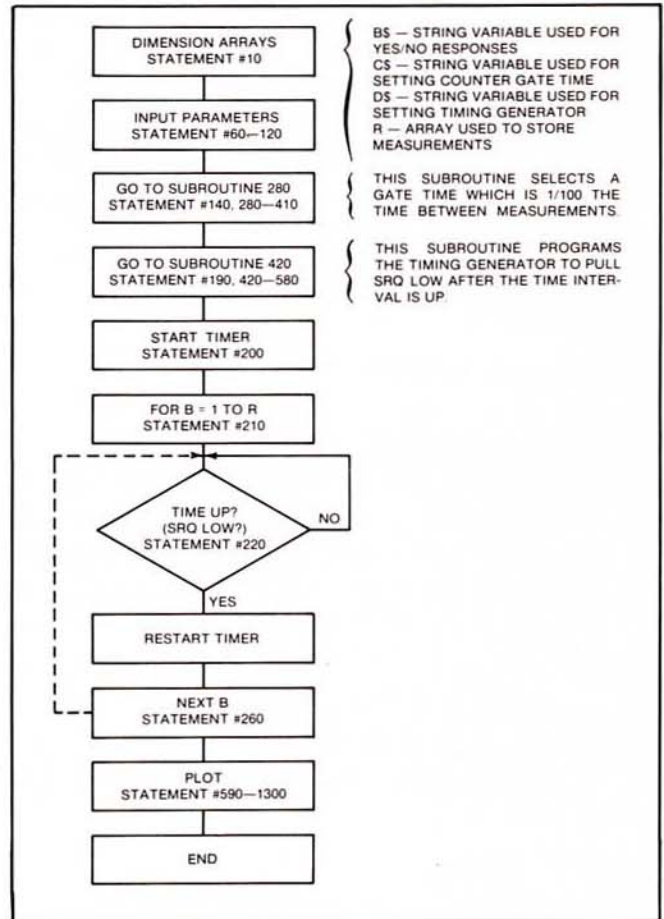 DIMENSION ARRAYS
STATEMENT #10
B$ — STRING VARIABLE USED FOR
YES/NO RESPONSES
C$ — STRING VARIABLE USED FOR
SETTING COUNTER GATE TIME
D$ — STRING VARIABLE USED FOR
SETTING TIMING GENERATOR
R — ARRAY USED TO STORE
MEASUREMENTS
INPUT PARAMETERS
STATEMENT #60—120
GO TO SUBROUTINE 280
STATEMENT #140, 280—410
THIS SUBROUTINE SELECTS A
GATE TIME WHICH IS 1/100 THE
TIME BETWEEN MEASUREMENTS.
GO TO SUBROUTINE 420
STATEMENT #190, 420—580
THIS SUBROUTINE PROGRAMS
THE TIMING GENERATOR TO PULL
SRQ LOW AFTER THE TIME INTER-
VAL IS UP.
START TIMER
STATEMENT #200
FOR B = 1 TO R
STATEMENT #210
TIME UP?
(SRQ LOW?)
STATEMENT #220
NO
YES
RESTART TIMER
NEXT B
STATEMENT #260
PLOT
STATEMENT #590—1300
END